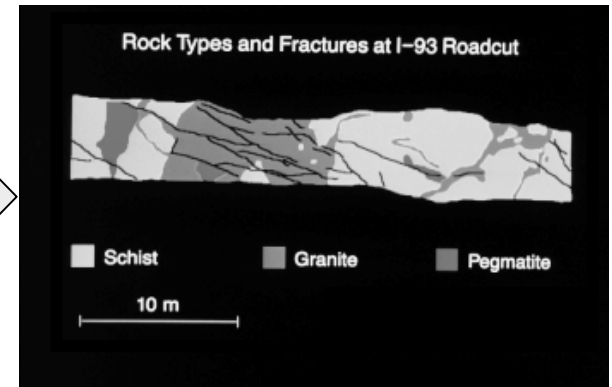 Rock Types and Fractures at I-93 Roadcut
Schist
Granite
Pegmatite
10 m